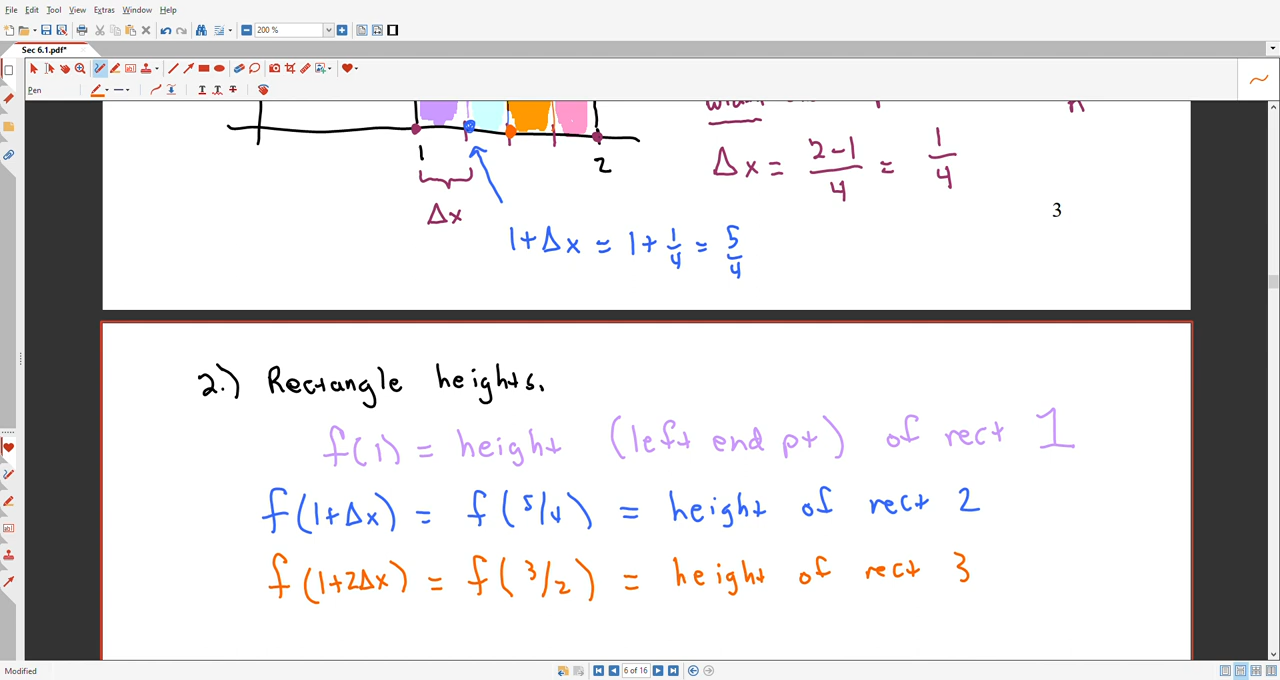 File Edit Tool View Extras Window Help
200 %
Sec 6.1.pdf*
Pen
1 2
Δx
Δx = 2-1/4 = 1/4
3
1+Δx = 1+1/4 = 5/4
2.) Rectangle heights.
f(1) = height (left end pt) of rect 1
f(1+Δx) = f(5/4) = height of rect 2
f(1+2Δx) = f(3/2) = height of rect 3
Modified
6 of 16